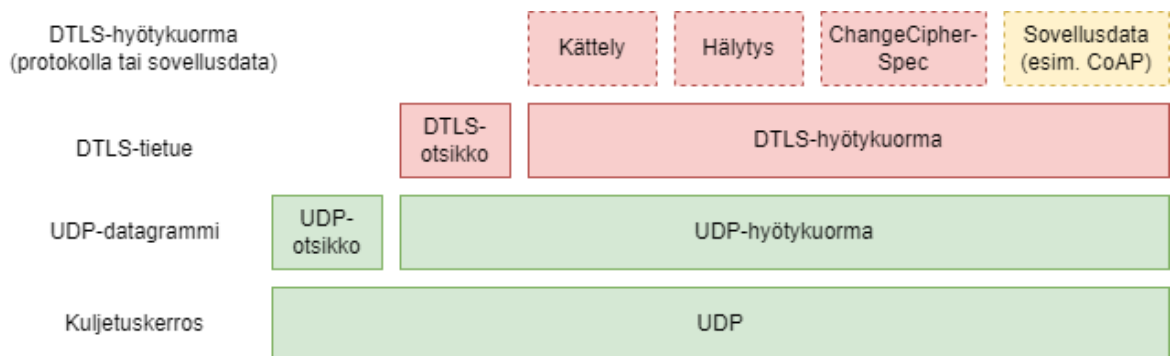 DTLS-hyötykuorma
(protokolla tai sovellusdata)
Kättely
Hälytys
ChangeCipher-
Spec
Sovellusdata
(esim. CoAP)
DTLS-tietue
DTLS-
otsikko
DTLS-hyötykuorma
UDP-datagrammi
UDP-
otsikko
UDP-hyötykuorma
Kuljetuskerros
UDP